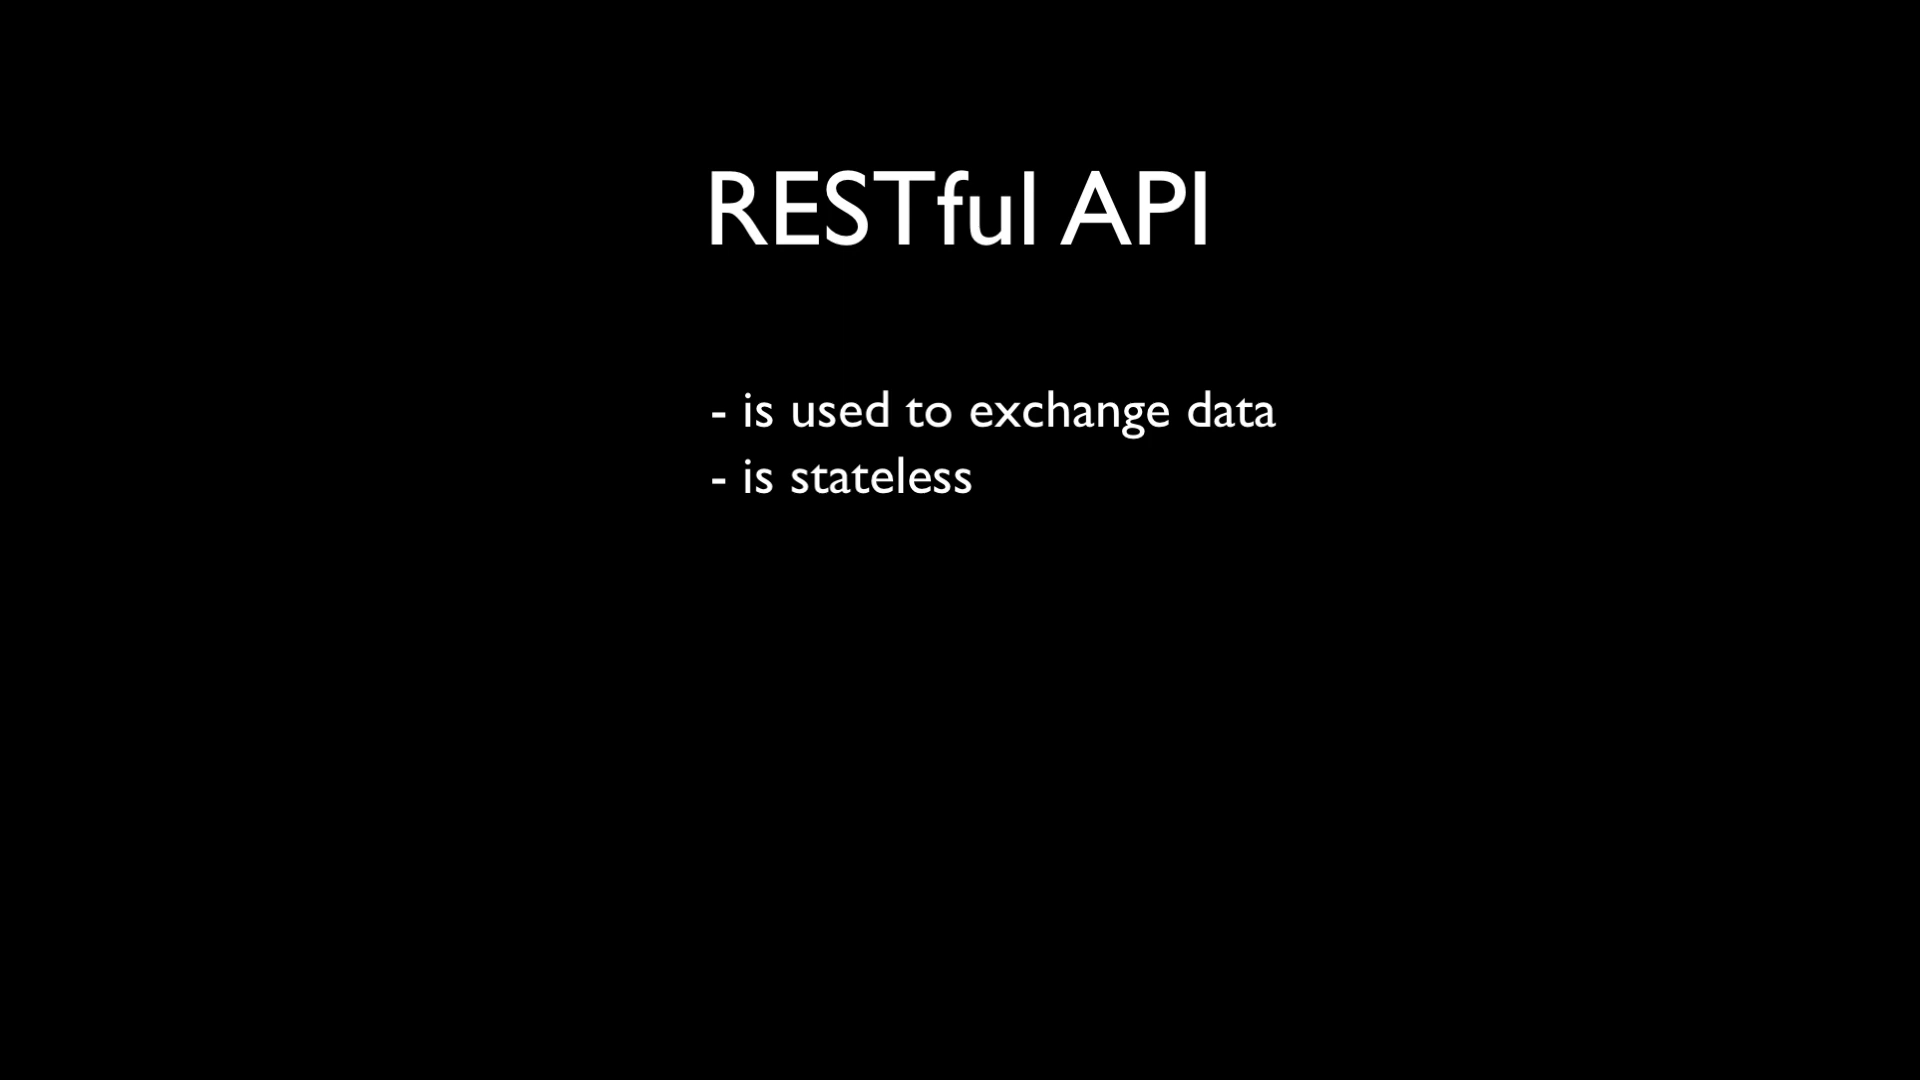 RESTful API
- is used to exchange data
- is stateless